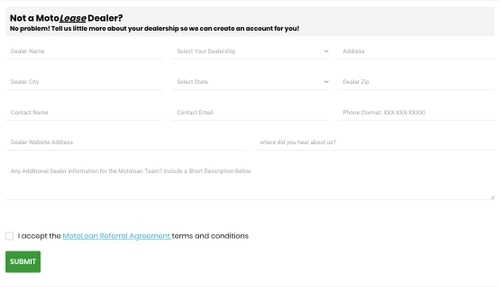 Not a MotoLease Dealer?
No problem! Tell us little more about your dealership so we can create an account for you!
Dealer Name
Select Your Dealership
Address
Dealer City
Select State
Dealer Zip
Contact Name
Contact Email
Phone (format: XXX-XXX-XXXX)
Dealer Website Address
where did you hear about us?
Any Additional Dealer information for the Motoloan Team? Include a Short Description Below
I accept the MotoLoan Referral Agreement terms and conditions
SUBMIT